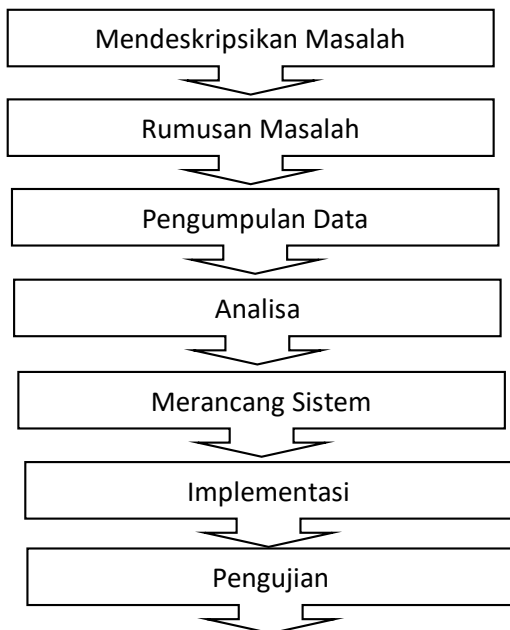 Mendeskripsikan Masalah
Rumusan Masalah
Pengumpulan Data
Analisa
Merancang Sistem
Implementasi
Pengujian